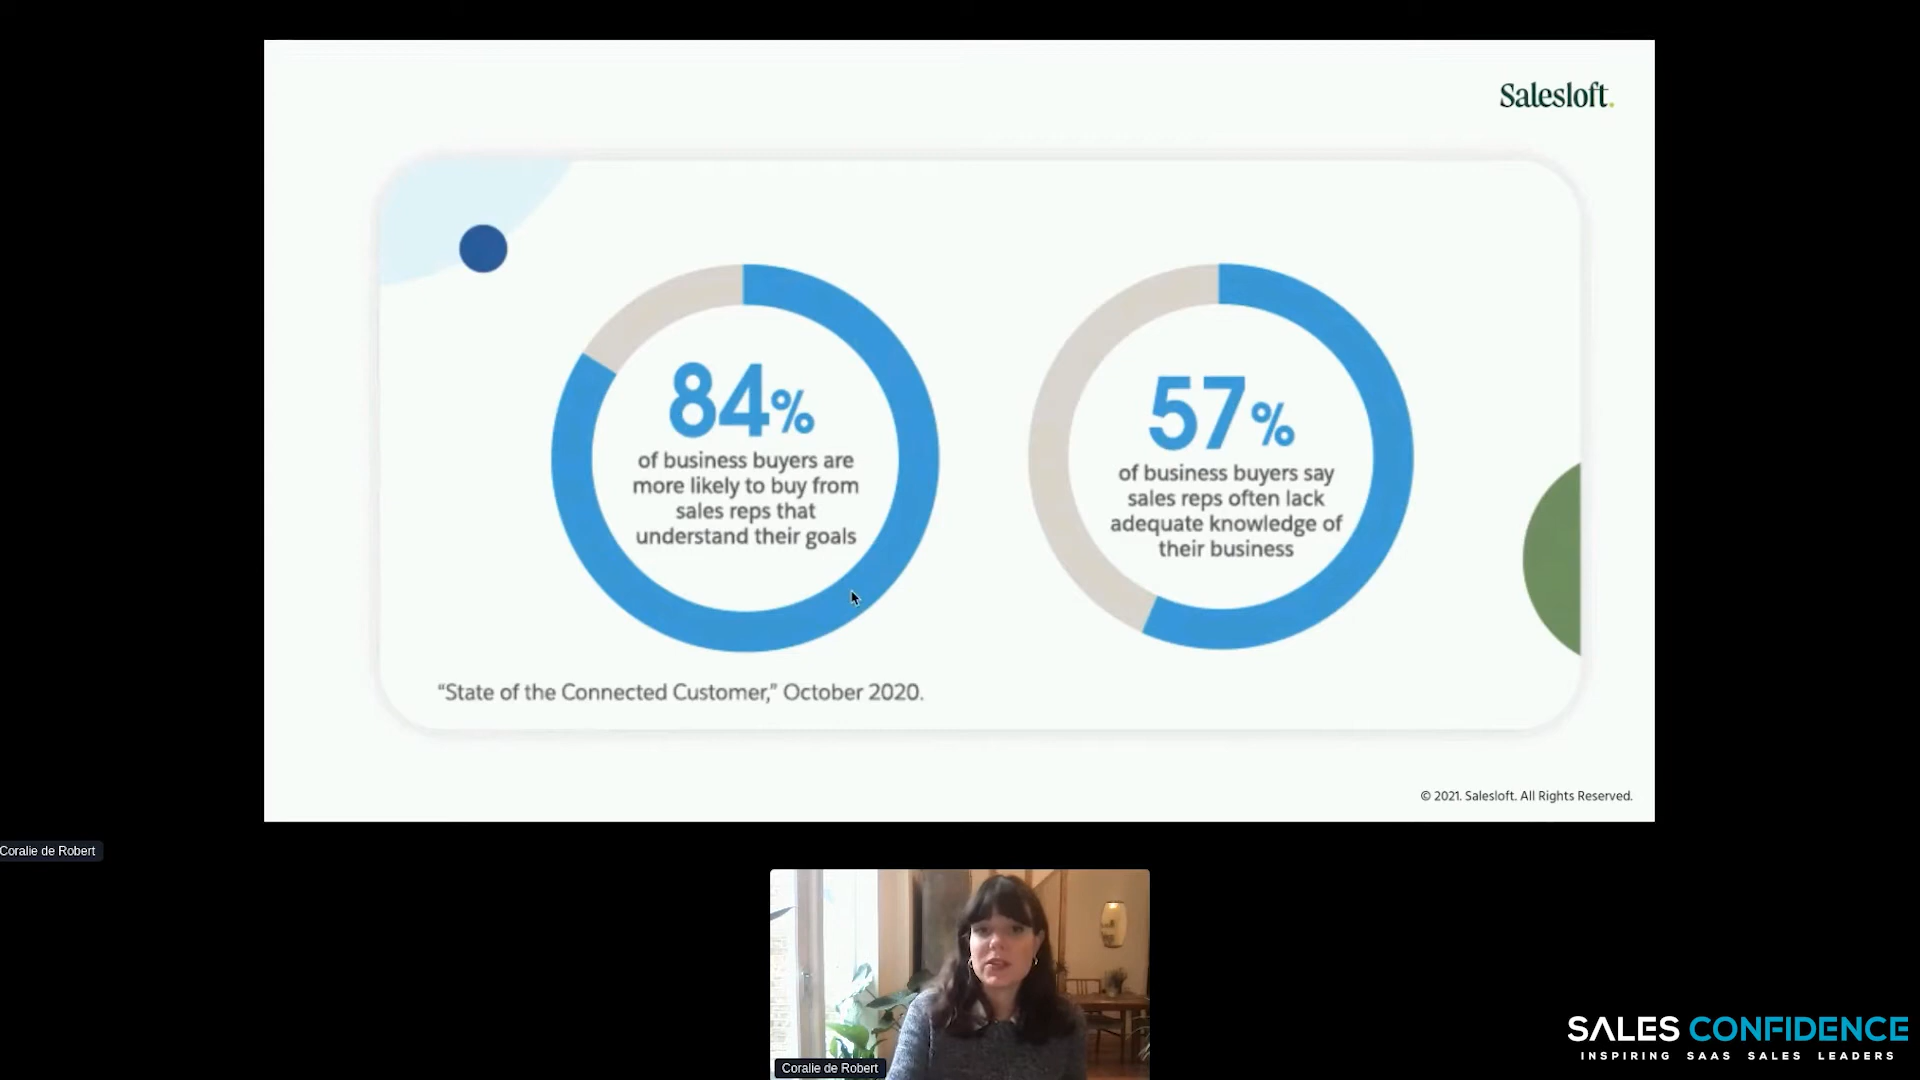 Salesloft.
84%
of business buyers are
more likely to buy from
sales reps that
understand their goals
57%
of business buyers say
sales reps often lack
adequate knowledge of
their business
“State of the Connected Customer,” October 2020.
© 2021. Salesloft. All Rights Reserved.
Coralie de Robert
Coralie de Robert
SALES CONFIDENCE
INSPIRING SAAS SALES LEADERS